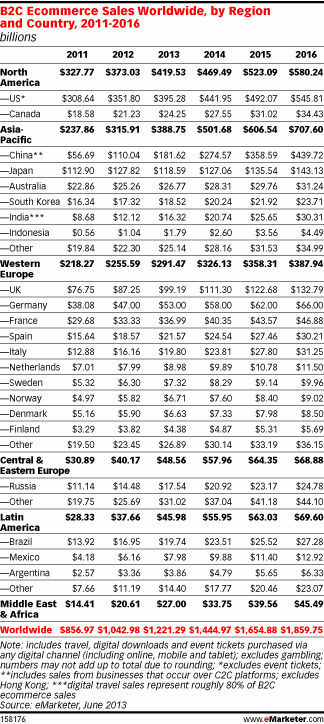 B2C Ecommerce Sales Worldwide, by Region
and Country, 2011-2016
billions
2011 2012 2013 2014 2015 2016
North
America $327.77 $373.03 $419.53 $469.49 $523.09 $580.24
—US* $308.64 $351.80 $395.28 $441.95 $492.07 $545.81
—Canada $18.58 $21.23 $24.25 $27.55 $31.02 $34.43
Asia-
Pacific $237.86 $315.91 $388.75 $501.68 $606.54 $707.60
—China** $56.69 $110.04 $181.62 $274.57 $358.59 $439.72
—Japan $112.90 $127.82 $118.59 $127.06 $135.54 $143.13
—Australia $22.86 $25.26 $26.77 $28.31 $29.76 $31.24
—South Korea $16.34 $17.32 $18.52 $20.24 $21.92 $23.71
—India*** $8.68 $12.12 $16.32 $20.74 $25.65 $30.31
—Indonesia $0.56 $1.04 $1.79 $2.60 $3.56 $4.49
—Other $19.84 $22.30 $25.14 $28.16 $31.53 $34.99
Western
Europe $218.27 $255.59 $291.47 $326.13 $358.31 $387.94
—UK $76.75 $87.25 $99.19 $111.30 $122.68 $132.79
—Germany $38.08 $47.00 $53.00 $58.00 $62.00 $66.00
—France $29.68 $33.33 $36.99 $40.35 $43.57 $46.88
—Spain $15.64 $18.57 $21.57 $24.54 $27.46 $30.21
—Italy $12.88 $16.16 $19.80 $23.81 $27.80 $31.25
—Netherlands $7.01 $7.99 $8.98 $9.89 $10.78 $11.50
—Sweden $5.32 $6.30 $7.32 $8.29 $9.14 $9.96
—Norway $4.97 $5.82 $6.71 $7.60 $8.40 $9.02
—Denmark $5.16 $5.90 $6.63 $7.33 $7.98 $8.50
—Finland $3.29 $3.82 $4.38 $4.87 $5.31 $5.69
—Other $19.50 $23.45 $26.89 $30.14 $33.19 $36.15
Central &
Eastern Europe $30.89 $40.17 $48.56 $57.96 $64.35 $68.88
—Russia $11.14 $14.48 $17.54 $20.92 $23.17 $24.78
—Other $19.75 $25.69 $31.02 $37.04 $41.18 $44.10
Latin
America $28.33 $37.66 $45.98 $55.95 $63.03 $69.60
—Brazil $13.92 $16.95 $19.74 $23.51 $25.52 $27.28
—Mexico $4.18 $6.16 $7.98 $9.88 $11.40 $12.92
—Argentina $2.57 $3.36 $3.86 $4.79 $5.65 $6.33
—Other $7.66 $11.19 $14.40 $17.77 $20.46 $23.07
Middle East
& Africa $14.41 $20.61 $27.00 $33.75 $39.56 $45.49
Worldwide $856.97 $1,042.98 $1,221.29 $1,444.97 $1,654.88 $1,859.75
Note: includes travel, digital downloads and event tickets purchased via
any digital channel (including online, mobile and tablet); excludes gambling;
numbers may not add up to total due to rounding; *excludes event tickets;
**includes sales from businesses that occur over C2C platforms; excludes
Hong Kong; ***digital travel sales represent roughly 80% of B2C
ecommerce sales
Source: eMarketer, June 2013
158176 www.eMarketer.com